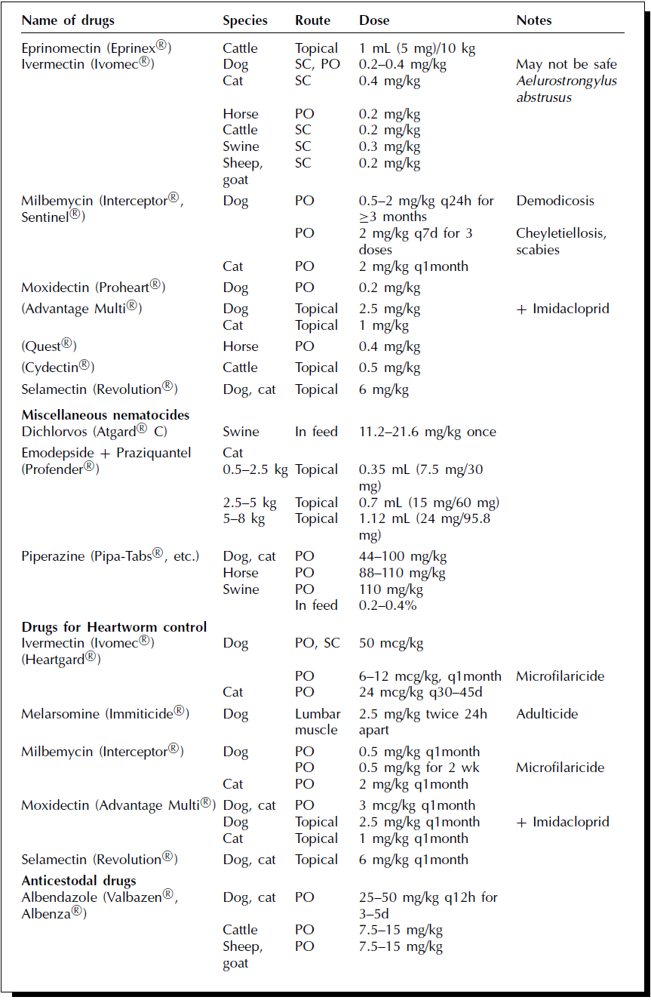 Name of drugs Species Route Dose Notes
Eprinomectin (Eprinex®) Cattle Topical 1 mL (5 mg)/10 kg
Ivermectin (Ivomec®) Dog SC, PO 0.2–0.4 mg/kg May not be safe
Cat SC 0.4 mg/kg Aelurostrongylus
abstrusus
Horse PO 0.2 mg/kg
Cattle SC 0.2 mg/kg
Swine SC 0.3 mg/kg
Sheep, SC 0.2 mg/kg
goat
Milbemycin (Interceptor®, Dog PO 0.5–2 mg/kg q24h for Demodicosis
Sentinel®) ≥3 months
PO 2 mg/kg q7d for 3 Cheyletiellosis,
doses scabies
Cat PO 2 mg/kg q1month
Moxidectin (Proheart®) Dog PO 0.2 mg/kg
(Advantage Multi®) Dog Topical 2.5 mg/kg + Imidacloprid
Cat Topical 1 mg/kg
(Quest®) Horse PO 0.4 mg/kg
(Cydectin®) Cattle Topical 0.5 mg/kg
Selamectin (Revolution®) Dog, cat Topical 6 mg/kg
Miscellaneous nematocides
Dichlorvos (Atgard® C) Swine In feed 11.2–21.6 mg/kg once
Emodepside + Praziquantel Cat
(Profender®) 0.5–2.5 kg Topical 0.35 mL (7.5 mg/30
mg)
2.5–5 kg Topical 0.7 mL (15 mg/60 mg)
5–8 kg Topical 1.12 mL (24 mg/95.8
mg)
Piperazine (Pipa-Tabs®, etc.) Dog, cat PO 44–100 mg/kg
Horse PO 88–110 mg/kg
Swine PO 110 mg/kg
In feed 0.2–0.4%
Drugs for Heartworm control
Ivermectin (Ivomec®) Dog PO, SC 50 mcg/kg
(Heartgard®)
PO 6–12 mcg/kg, q1month Microfilaricide
Cat PO 24 mcg/kg q30–45d
Melarsomine (Immiticide®) Dog Lumbar 2.5 mg/kg twice 24h Adulticide
muscle apart
Milbemycin (Interceptor®) Dog PO 0.5 mg/kg q1month
PO 0.5 mg/kg for 2 wk Microfilaricide
Cat PO 2 mg/kg q1month
Moxidectin (Advantage Multi®) Dog, cat PO 3 mcg/kg q1month
Dog Topical 2.5 mg/kg q1month + Imidacloprid
Cat Topical 1 mg/kg q1month
Selamectin (Revolution®) Dog, cat Topical 6 mg/kg q1month
Anticestodal drugs
Albendazole (Valbazen®, Dog, cat PO 25–50 mg/kg q12h for
Albenza®) 3–5d
Cattle PO 7.5–15 mg/kg
Sheep, PO 7.5–15 mg/kg
goat